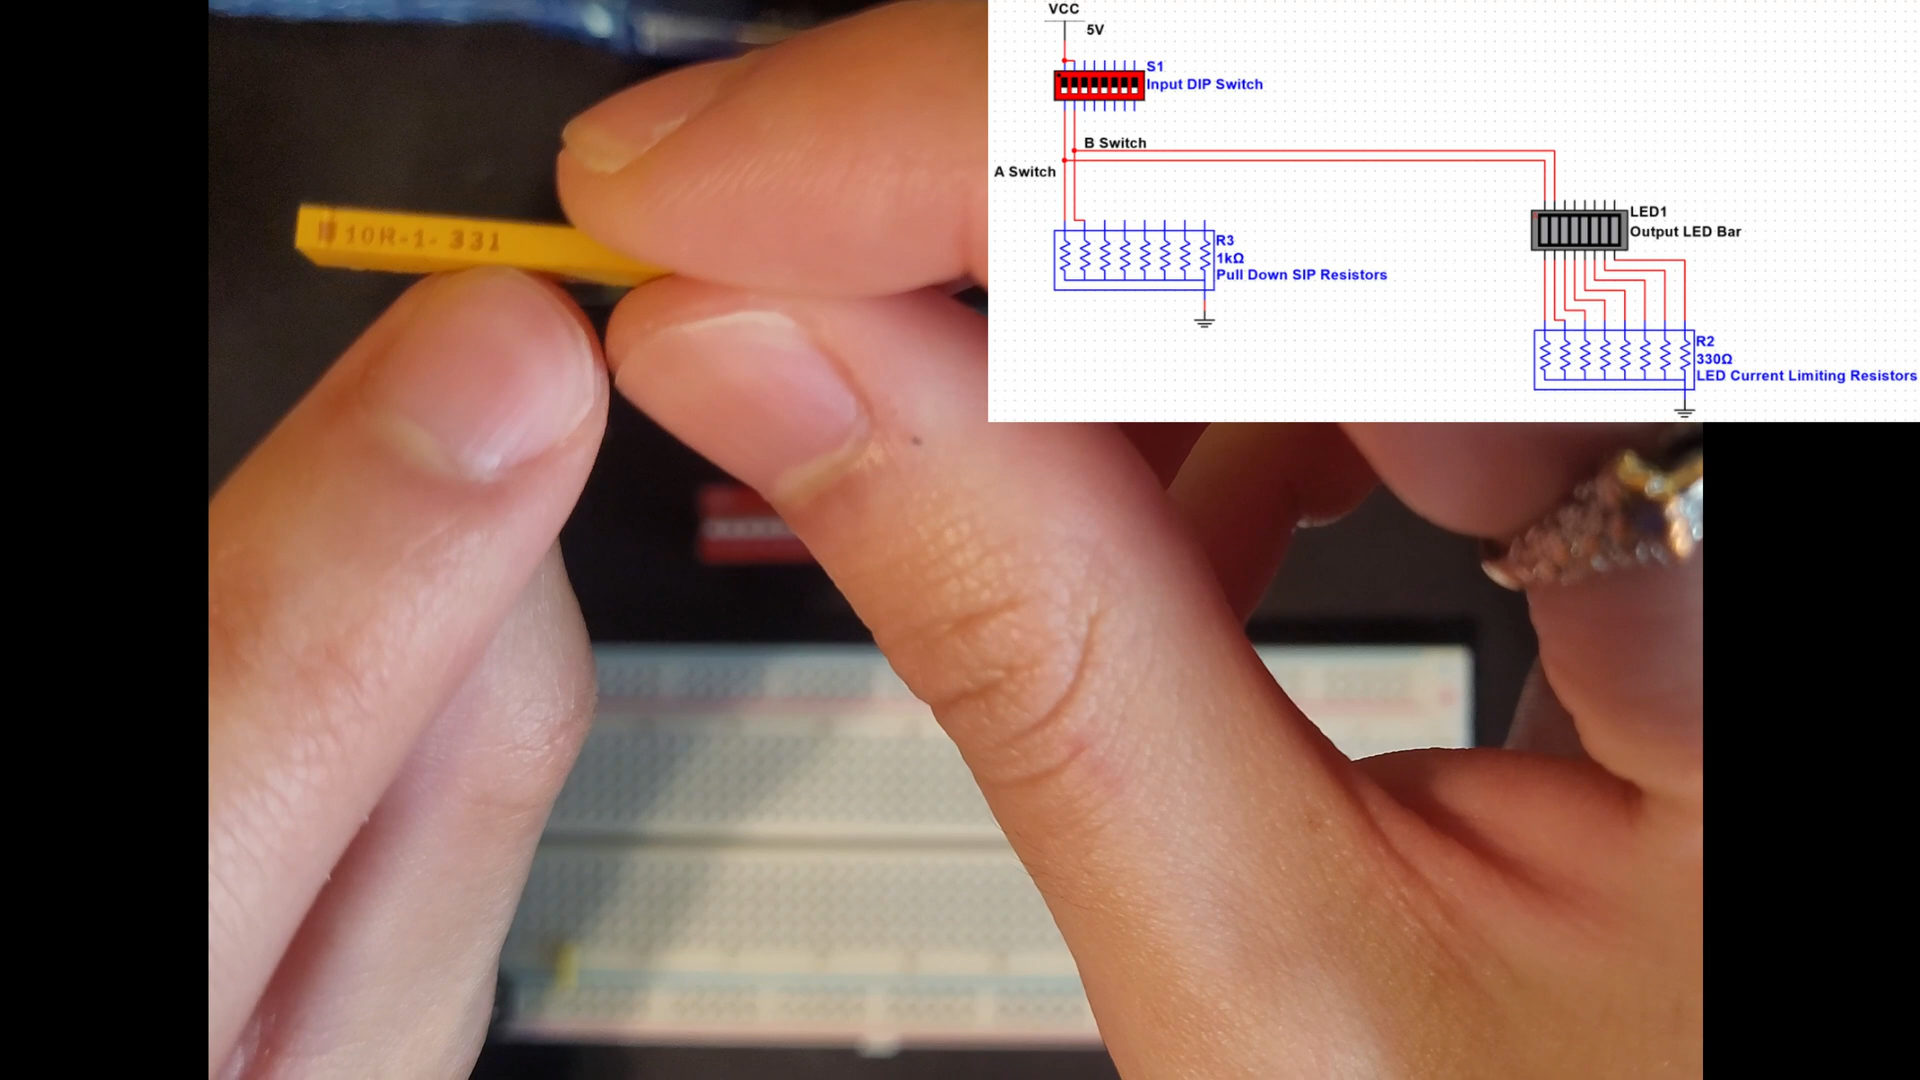 VCC
5V
S1
Input DIP Switch
B Switch
A Switch
LED1
Output LED Bar
R3
1kΩ
Pull Down SIP Resistors
R2
330Ω
LED Current Limiting Resistors
10R-1-331